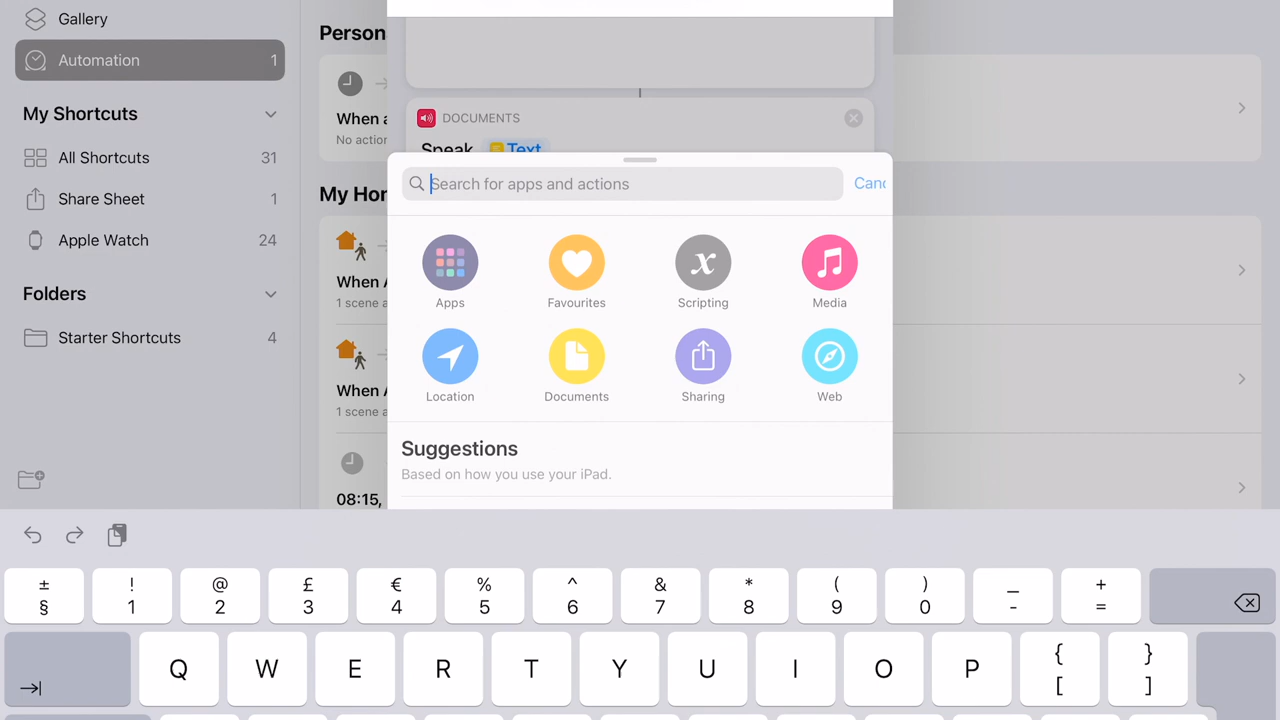 Gallery
Automation 1
My Shortcuts
All Shortcuts 31
Share Sheet 1
Apple Watch 24
Folders
Starter Shortcuts 4
Person
When a
No action
My Hor
When A
1 scene a
When A
1 scene a
08:15,
DOCUMENTS
Speak Text
Search for apps and actions
Canc
Apps
Favourites
Scripting
Media
Location
Documents
Sharing
Web
Suggestions
Based on how you use your iPad.
± ! @ £ € % ^ & * ( ) _ +
§ 1 2 3 4 5 6 7 8 9 0 - =
Q W E R T Y U I O P { }
[ ]